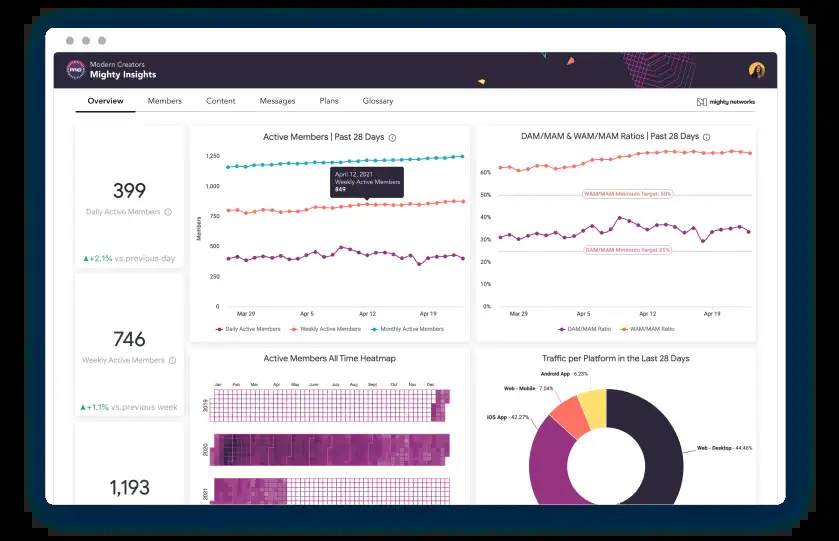 Modern Creators
Mighty Insights
Overview Members Content Messages Plans Glossary
mighty networks
399
Daily Active Members
▲+2.1% vs.previous day
746
Weekly Active Members
▲+1.1% vs.previous week
1,193
Active Members | Past 28 Days
Members
1,250
1,000
750
500
250
0
April 12, 2021
Weekly Active Members
849
Mar 29 Apr 5 Apr 12 Apr 19
Daily Active Members Weekly Active Members Monthly Active Members
DAM/MAM & WAM/MAM Ratios | Past 28 Days
60%
50%
40%
30%
20%
10%
0%
WAM/MAM Minimum Target: 50%
DAM/MAM Minimum Target 25%
Mar 29 Apr 5 Apr 12 Apr 19
DAM/MAM Ratio WAM/MAM Ratio
Active Members All Time Heatmap
Jan Feb Mar Apr May June July Aug Sept Oct Nov Dec
2019
2020
2021
Traffic per Platform in the Last 28 Days
Android App - 6.23%
Web - Mobile - 7.04%
iOS App - 42.27%
Web - Desktop - 44.46%